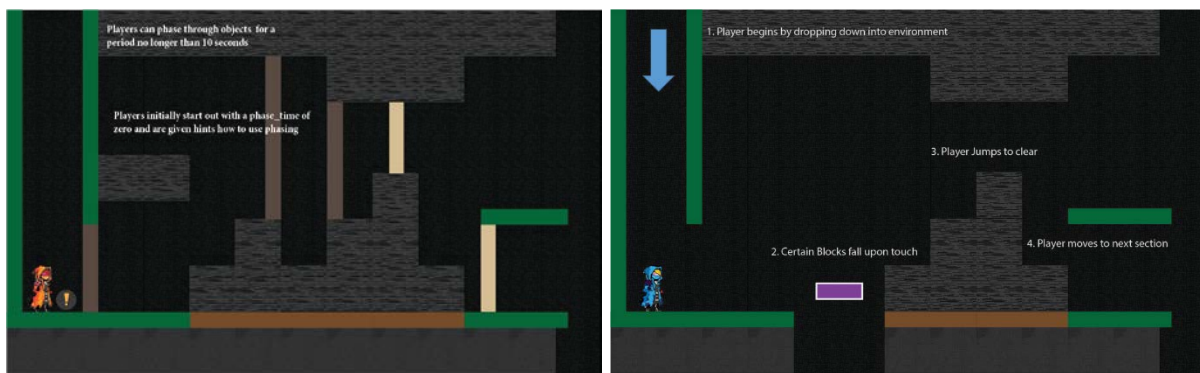 Players can phase through objects for a
period no longer than 10 seconds
Players initially start out with a phase_time of
zero and are given hints how to use phasing
!
1. Player begins by dropping down into environment
3. Player Jumps to clear
4. Player moves to next section
2. Certain Blocks fall upon touch